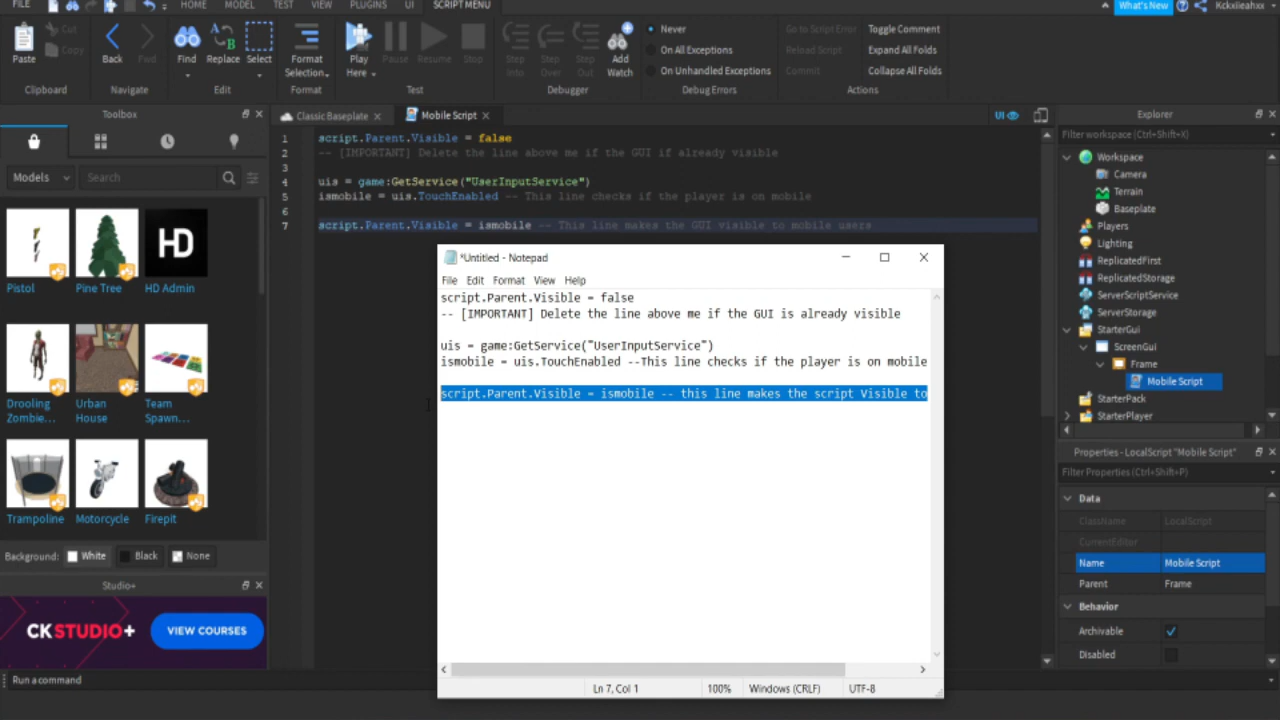 FILE HOME MODEL TEST VIEW PLUGINS UI SCRIPT MENU What's New Kckxileahxx
Paste Cut Copy Back Fwd Find Replace Select Format Selection... Play Here Pause Resume Stop Step Into Step Over Step Out Add Watch
Never
On All Exceptions
On Unhandled Exceptions
Go to Script Error
Reload Script
Commit
Toggle Comment
Expand All Folds
Collapse All Folds
Clipboard Navigate Edit Format Test Debugger Debug Errors Actions
Toolbox
Models Search
HD
Pistol Pine Tree HD Admin
Drooling Zombie... Urban House Team Spawn...
Trampoline Motorcycle Firepit
Background: White Black None
Studio+
CKSTUDIO+ VIEW COURSES
Run a command
Classic Baseplate Mobile Script UI
1 script.Parent.Visible = false
2 -- [IMPORTANT] Delete the line above me if the GUI if already visible
3
4 uis = game:GetService("UserInputService")
5 ismobile = uis.TouchEnabled -- This line checks if the player is on mobile
6
7 script.Parent.Visible = ismobile -- This line makes the GUI visible to mobile users
*Untitled - Notepad
File Edit Format View Help
script.Parent.Visible = false
-- [IMPORTANT] Delete the line above me if the GUI is already visible
uis = game:GetService("UserInputService")
ismobile = uis.TouchEnabled --This line checks if the player is on mobile
script.Parent.Visible = ismobile -- this line makes the script Visible to
Ln 7, Col 1 100% Windows (CRLF) UTF-8
Explorer
Filter workspace (Ctrl+Shift+X)
Workspace
Camera
Terrain
Baseplate
Players
Lighting
ReplicatedFirst
ReplicatedStorage
ServerScriptService
ServerStorage
StarterGui
ScreenGui
Frame
Mobile Script
StarterPack
StarterPlayer
Properties - LocalScript "Mobile Script"
Filter Properties (Ctrl+Shift+P)
Data
ClassName LocalScript
CurrentEditor
Name Mobile Script
Parent Frame
Behavior
Archivable
Disabled